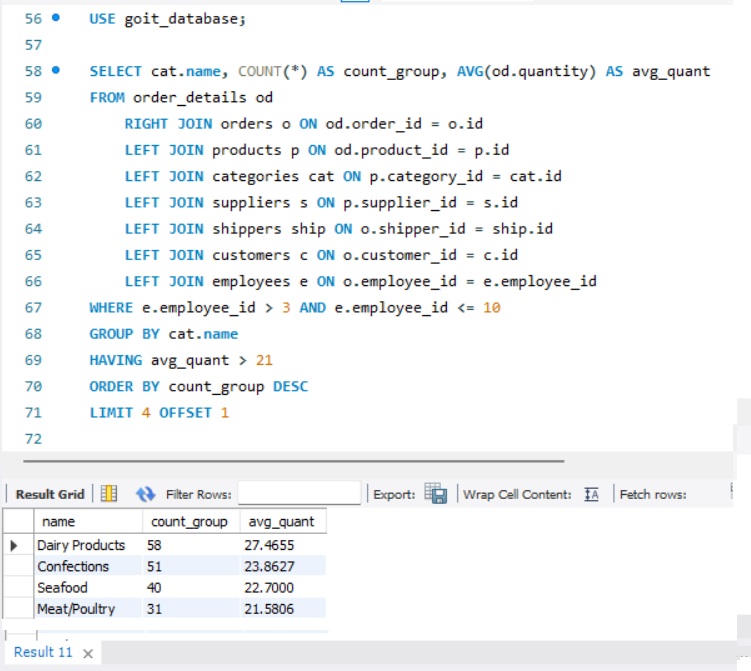 56 USE goit_database;
57
58 SELECT cat.name, COUNT(*) AS count_group, AVG(od.quantity) AS avg_quant
59 FROM order_details od
60 RIGHT JOIN orders o ON od.order_id = o.id
61 LEFT JOIN products p ON od.product_id = p.id
62 LEFT JOIN categories cat ON p.category_id = cat.id
63 LEFT JOIN suppliers s ON p.supplier_id = s.id
64 LEFT JOIN shippers ship ON o.shipper_id = ship.id
65 LEFT JOIN customers c ON o.customer_id = c.id
66 LEFT JOIN employees e ON o.employee_id = e.employee_id
67 WHERE e.employee_id > 3 AND e.employee_id <= 10
68 GROUP BY cat.name
69 HAVING avg_quant > 21
70 ORDER BY count_group DESC
71 LIMIT 4 OFFSET 1
72
Result Grid Filter Rows: Export: Wrap Cell Content: Fetch rows:
name count_group avg_quant
Dairy Products 58 27.4655
Confections 51 23.8627
Seafood 40 22.7000
Meat/Poultry 31 21.5806
Result 11